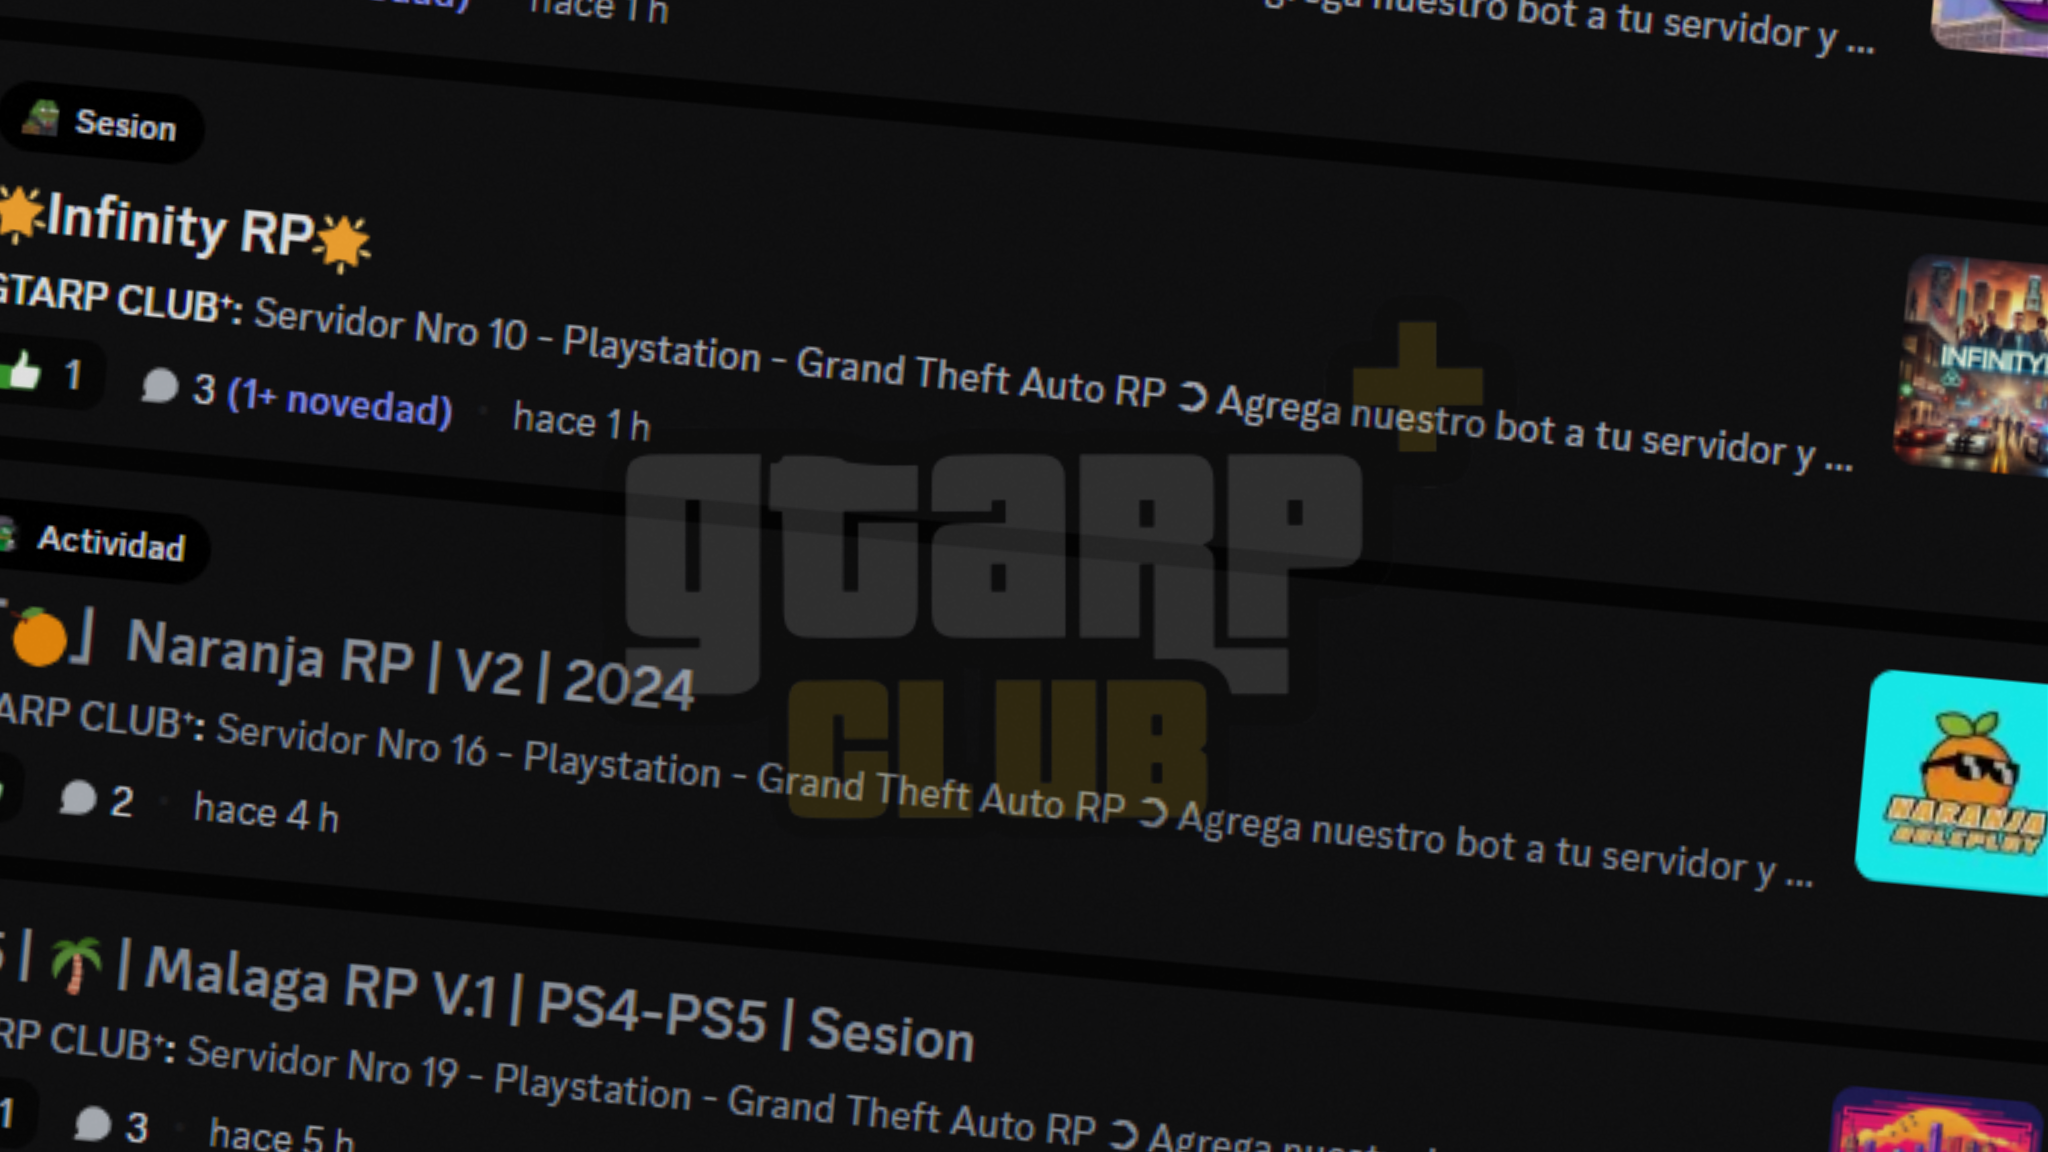 hace 1 h
nuestro bot a tu servidor y ...
Sesion
Infinity RP
GTARP CLUB⁺: Servidor Nro 10 - Playstation - Grand Theft Auto RP Ↄ Agrega nuestro bot a tu servidor y ...
1
3 (1+ novedad) hace 1 h
INFINITY
gtaRP+
CLUB
Actividad
「 」 Naranja RP | V2 | 2024
ARP CLUB⁺: Servidor Nro 16 - Playstation - Grand Theft Auto RP Ↄ Agrega nuestro bot a tu servidor y ...
2 hace 4 h
NARANJA
ROLEPLAY
| | Malaga RP V.1 | PS4-PS5 | Sesion
RP CLUB⁺: Servidor Nro 19 - Playstation - Grand Theft Auto RP Ↄ Agrega
1
3 hace 5 h